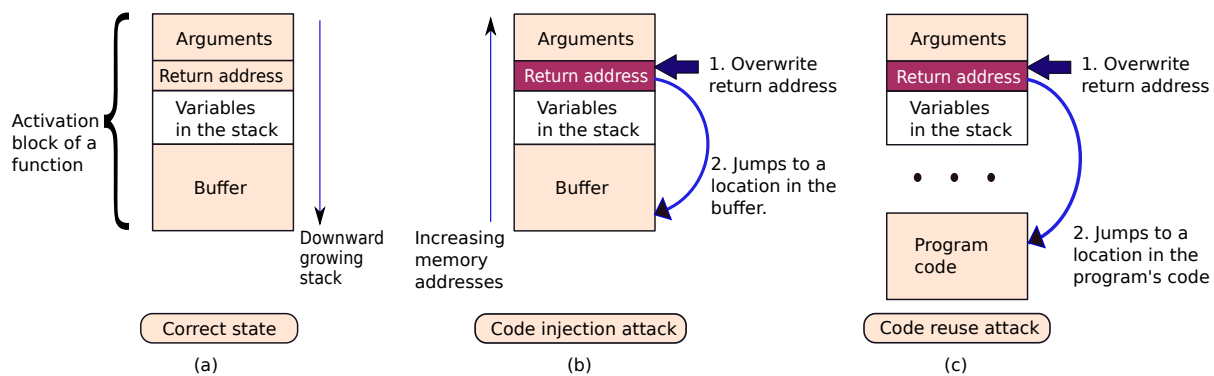 Activation
block of a
function
Arguments
Return address
Variables
in the stack
Buffer
Downward
growing
stack
Correct state
(a)
Increasing
memory
addresses
Arguments
Return address
Variables
in the stack
Buffer
1. Overwrite
return address
2. Jumps to a
location in the
buffer.
Code injection attack
(b)
Arguments
Return address
Variables
in the stack
Program
code
1. Overwrite
return address
2. Jumps to a
location in the
program's code
Code reuse attack
(c)